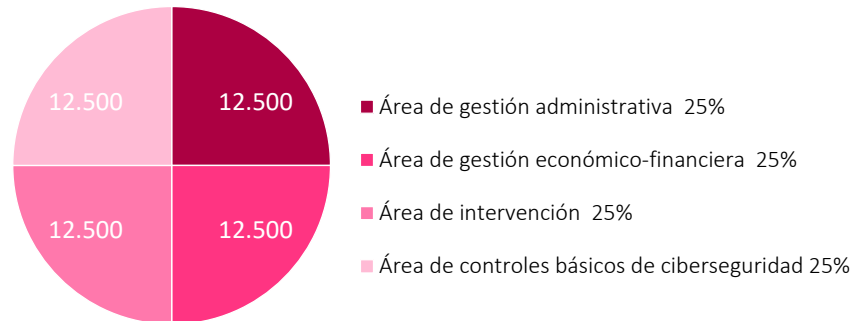 12.500
12.500
12.500
12.500
Área de gestión administrativa 25%
Área de gestión económico-financiera 25%
Área de intervención 25%
Área de controles básicos de ciberseguridad 25%